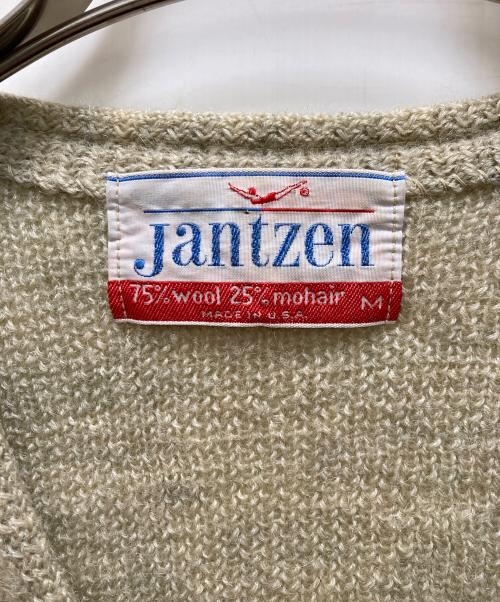 Jantzen
75% wool 25% mohair M
MADE IN U.S.A.